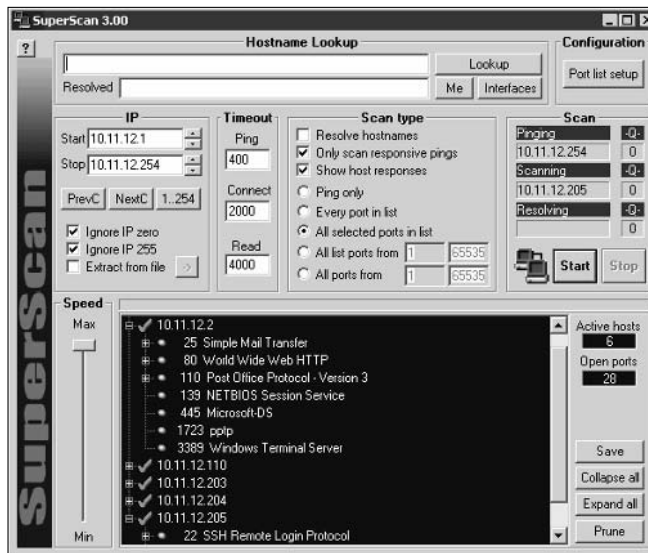 SuperScan 3.00
?
Hostname Lookup
Lookup
Resolved
Me
Interfaces
Configuration
Port list setup
IP
Start 10.11.12.1
Stop 10.11.12.254
PrevC
NextC
1..254
Ignore IP zero
Ignore IP 255
Extract from file
->
Timeout
Ping
400
Connect
2000
Read
4000
Scan type
Resolve hostnames
Only scan responsive pings
Show host responses
Ping only
Every port in list
All selected ports in list
All list ports from 1 65535
All ports from 1 65535
Scan
Pinging -Q-
10.11.12.254 0
Scanning -Q-
10.11.12.205 0
Resolving -Q-
0
Start
Stop
SuperScan
Speed
Max
Min
10.11.12.2
25 Simple Mail Transfer
80 World Wide Web HTTP
110 Post Office Protocol - Version 3
139 NETBIOS Session Service
445 Microsoft-DS
1723 pptp
3389 Windows Terminal Server
10.11.12.110
10.11.12.203
10.11.12.204
10.11.12.205
22 SSH Remote Login Protocol
Active hosts
6
Open ports
28
Save
Collapse all
Expand all
Prune